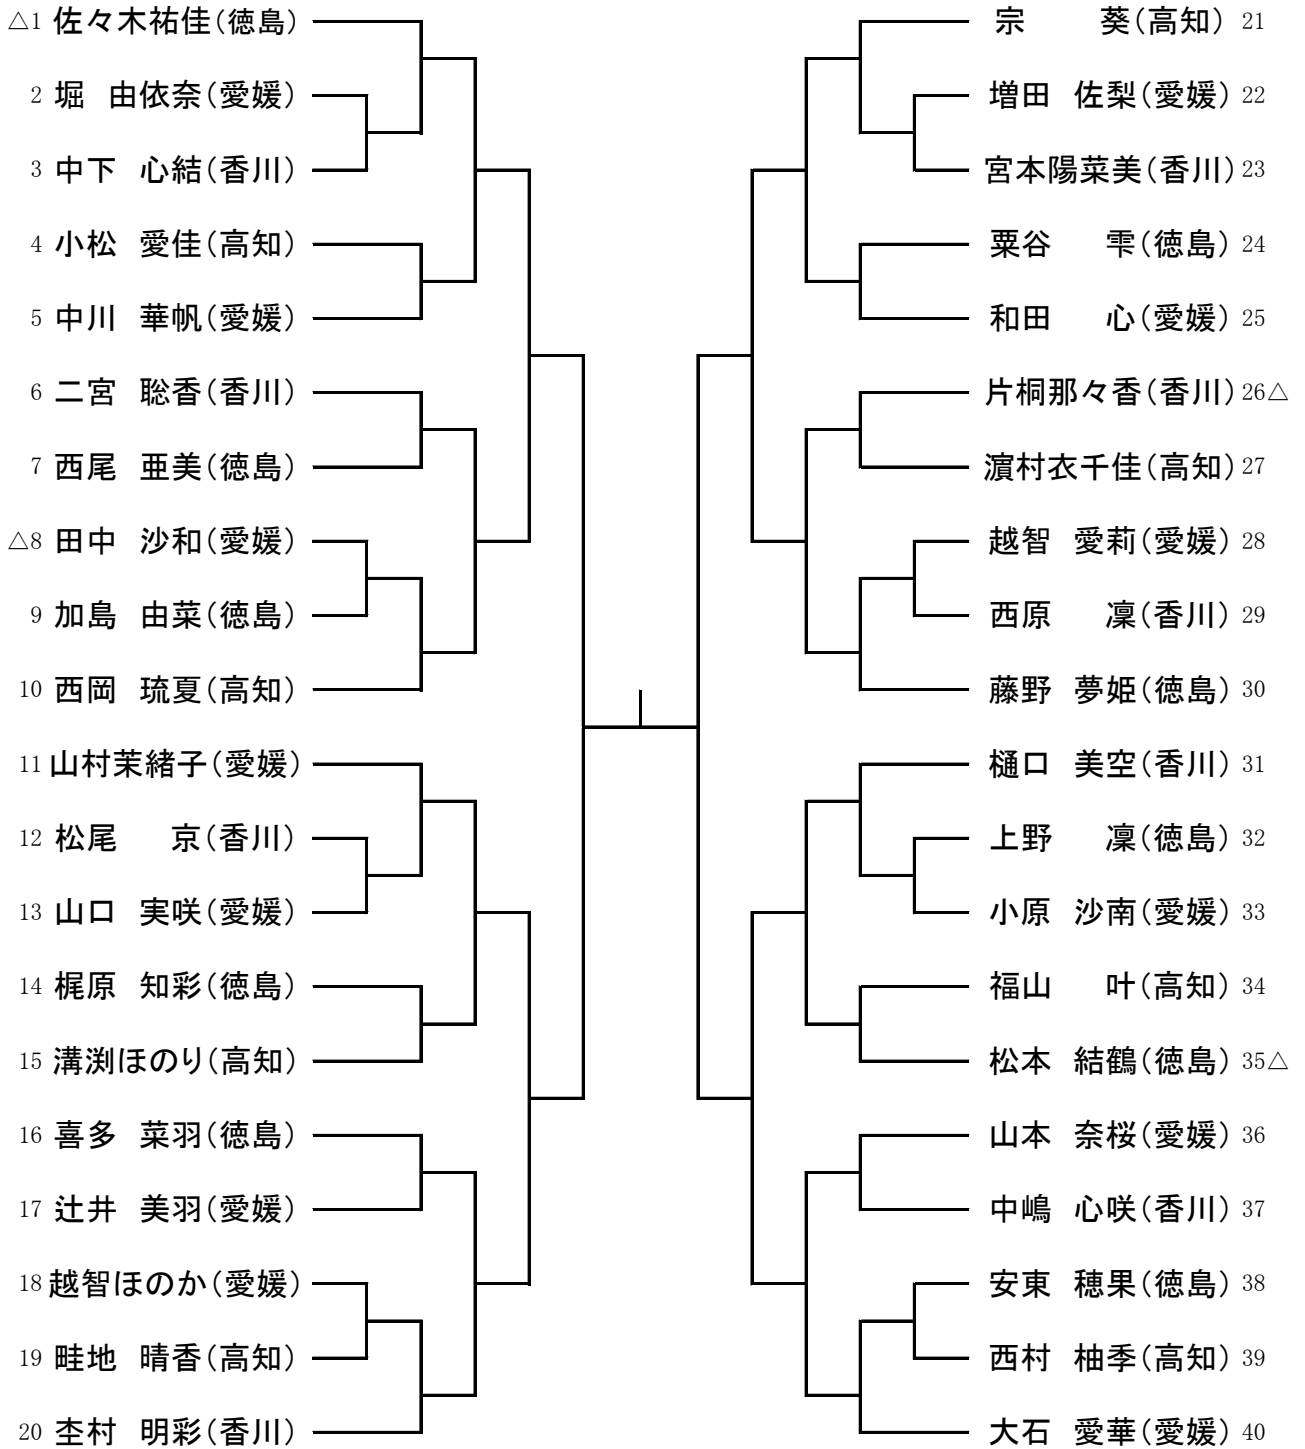 △1 佐々木祐佳(徳島)
2 堀 由依奈(愛媛)
3 中下 心結(香川)
4 小松 愛佳(高知)
5 中川 華帆(愛媛)
6 二宮 聡香(香川)
7 西尾 亜美(徳島)
△8 田中 沙和(愛媛)
9 加島 由菜(徳島)
10 西岡 琉夏(高知)
11 山村茉緒子(愛媛)
12 松尾 京(香川)
13 山口 実咲(愛媛)
14 梶原 知彩(徳島)
15 溝渕ほのり(高知)
16 喜多 菜羽(徳島)
17 辻井 美羽(愛媛)
18 越智ほのか(愛媛)
19 畦地 晴香(高知)
20 杢村 明彩(香川)
宗 葵(高知) 21
増田 佐梨(愛媛) 22
宮本陽菜美(香川) 23
粟谷 雫(徳島) 24
和田 心(愛媛) 25
片桐那々香(香川) 26△
濵村衣千佳(高知) 27
越智 愛莉(愛媛) 28
西原 凜(香川) 29
藤野 夢姫(徳島) 30
樋口 美空(香川) 31
上野 凜(徳島) 32
小原 沙南(愛媛) 33
福山 叶(高知) 34
松本 結鶴(徳島) 35△
山本 奈桜(愛媛) 36
中嶋 心咲(香川) 37
安東 穂果(徳島) 38
西村 柚季(高知) 39
大石 愛華(愛媛) 40